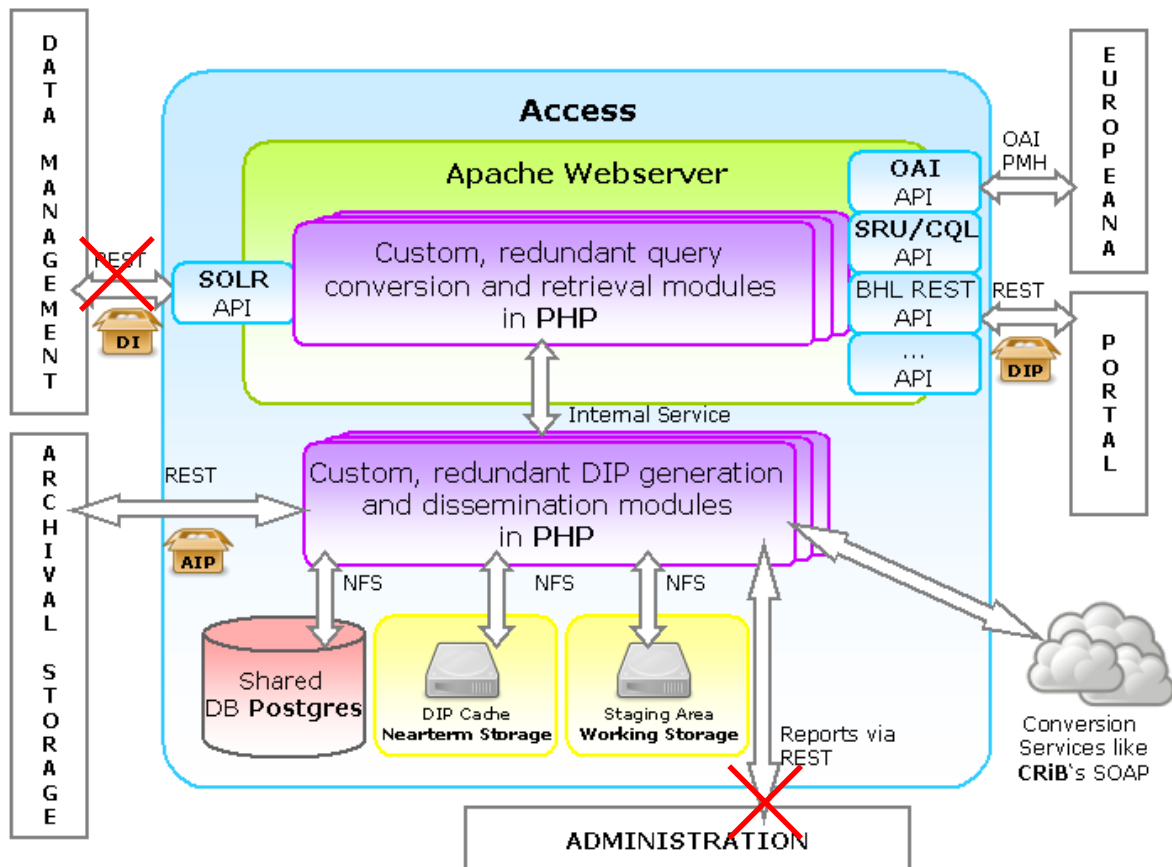 DATA MANAGEMENT
Access
Apache Webserver
EUROPEANA
OAI
PMH
OAI
API
SRU/CQL
API
BHL REST
API
...
API
REST
DIP
PORTAL
REST
DI
SOLR
API
Custom, redundant query
conversion and retrieval modules
in PHP
Internal Service
ARCHIVAL STORAGE
REST
AIP
Custom, redundant DIP generation
and dissemination modules
in PHP
NFS
NFS
NFS
Shared
DB Postgres
DIP Cache
Nearterm Storage
Staging Area
Working Storage
Reports via
REST
Conversion
Services like
CRiB's SOAP
ADMINISTRATION